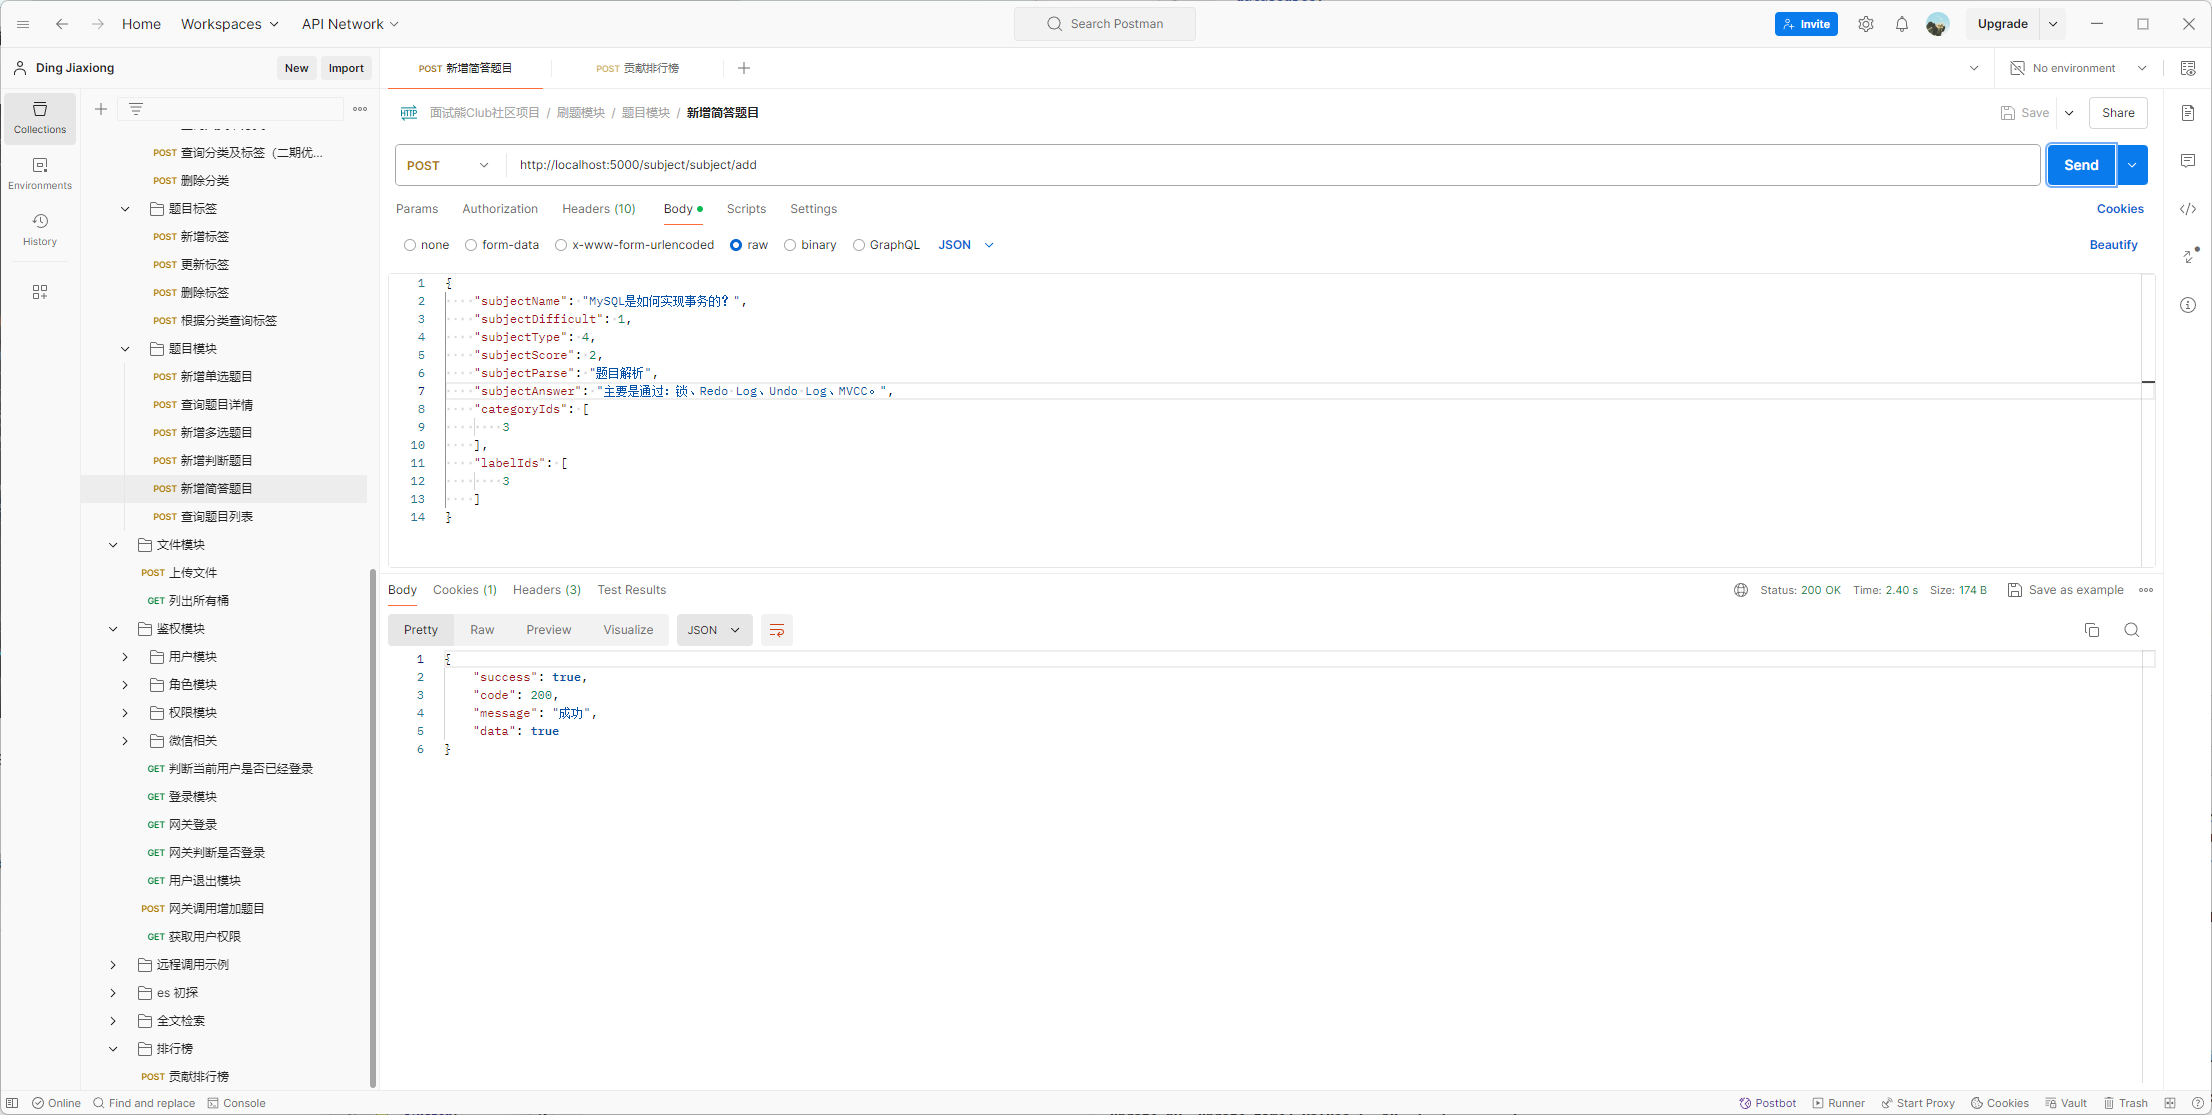 Home Workspaces API Network Search Postman Invite Upgrade
Ding Jiaxiong New Import POST 新增简答题目 POST 贡献排行榜 No environment
Collections
Environments
History
POST 查询分类及标签（二期优...
POST 删除分类
题目标签
POST 新增标签
POST 更新标签
POST 删除标签
POST 根据分类查询标签
题目模块
POST 新增单选题目
POST 查询题目详情
POST 新增多选题目
POST 新增判断题目
POST 新增简答题目
POST 查询题目列表
文件模块
POST 上传文件
GET 列出所有桶
鉴权模块
用户模块
角色模块
权限模块
微信相关
GET 判断当前用户是否已经登录
GET 登录模块
GET 网关登录
GET 网关判断是否登录
GET 用户退出模块
POST 网关调用增加题目
GET 获取用户权限
远程调用示例
es 初探
全文检索
排行榜
POST 贡献排行榜
HTTP 面试熊Club社区项目 / 刷题模块 / 题目模块 / 新增简答题目 Save Share
POST http://localhost:5000/subject/subject/add Send
Params Authorization Headers (10) Body Scripts Settings Cookies
none form-data x-www-form-urlencoded raw binary GraphQL JSON Beautify
1 {
2 "subjectName": "MySQL是如何实现事务的？",
3 "subjectDifficult": 1,
4 "subjectType": 4,
5 "subjectScore": 2,
6 "subjectParse": "题目解析",
7 "subjectAnswer": "主要是通过：锁、Redo Log、Undo Log、MVCC。",
8 "categoryIds": [
9 3
10 ],
11 "labelIds": [
12 3
13 ]
14 }
Body Cookies (1) Headers (3) Test Results Status: 200 OK Time: 2.40 s Size: 174 B Save as example
Pretty Raw Preview Visualize JSON
1 {
2 "success": true,
3 "code": 200,
4 "message": "成功",
5 "data": true
6 }
Online Find and replace Console Postbot Runner Start Proxy Cookies Vault Trash